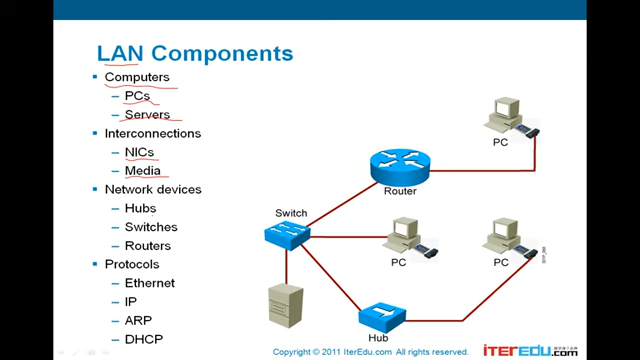 LAN Components
Computers
– PCs
– Servers
Interconnections
– NICs
– Media
Network devices
– Hubs
– Switches
– Routers
Protocols
– Ethernet
– IP
– ARP
– DHCP
PC
Router
Switch
PC
PC
Hub
Copyright © 2011 IterEdu.com All rights reserved.
iTEREDU.com